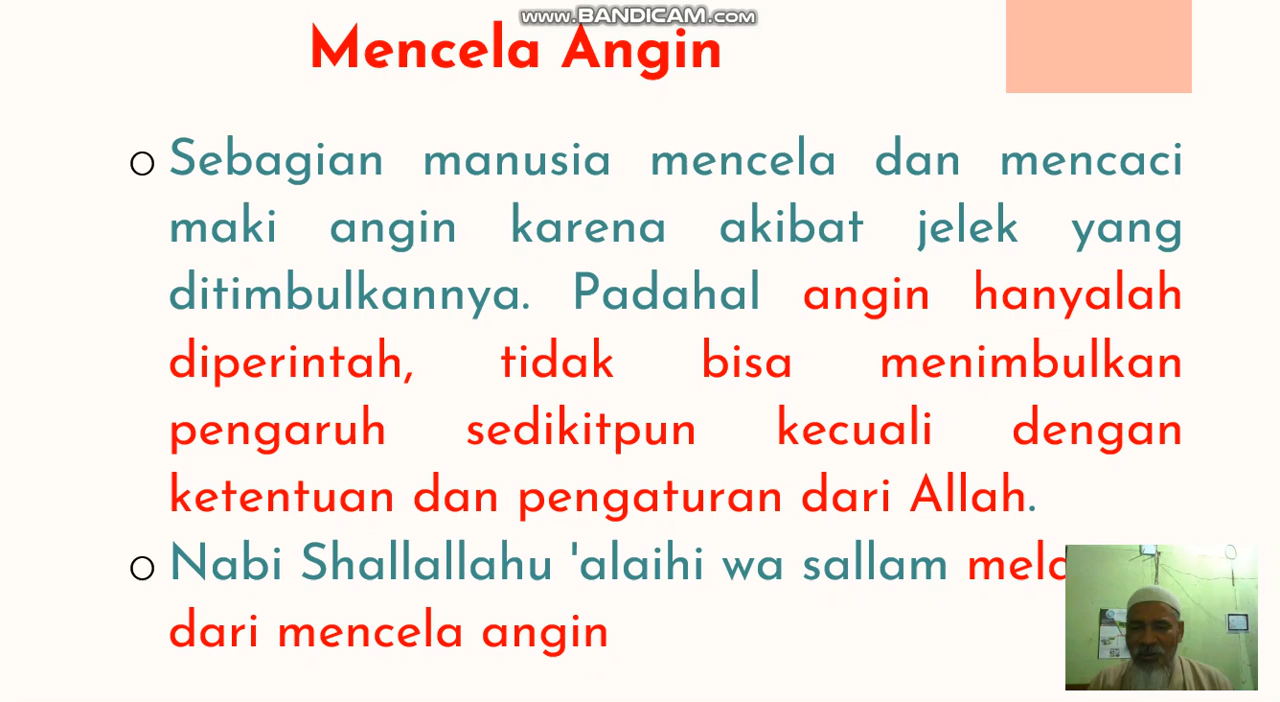 www.BANDICAM.com
Mencela Angin
Sebagian manusia mencela dan mencaci
maki angin karena akibat jelek yang
ditimbulkannya. Padahal angin hanyalah
diperintah, tidak bisa menimbulkan
pengaruh sedikitpun kecuali dengan
ketentuan dan pengaturan dari Allah.
Nabi Shallallahu 'alaihi wa sallam
dari mencela angin